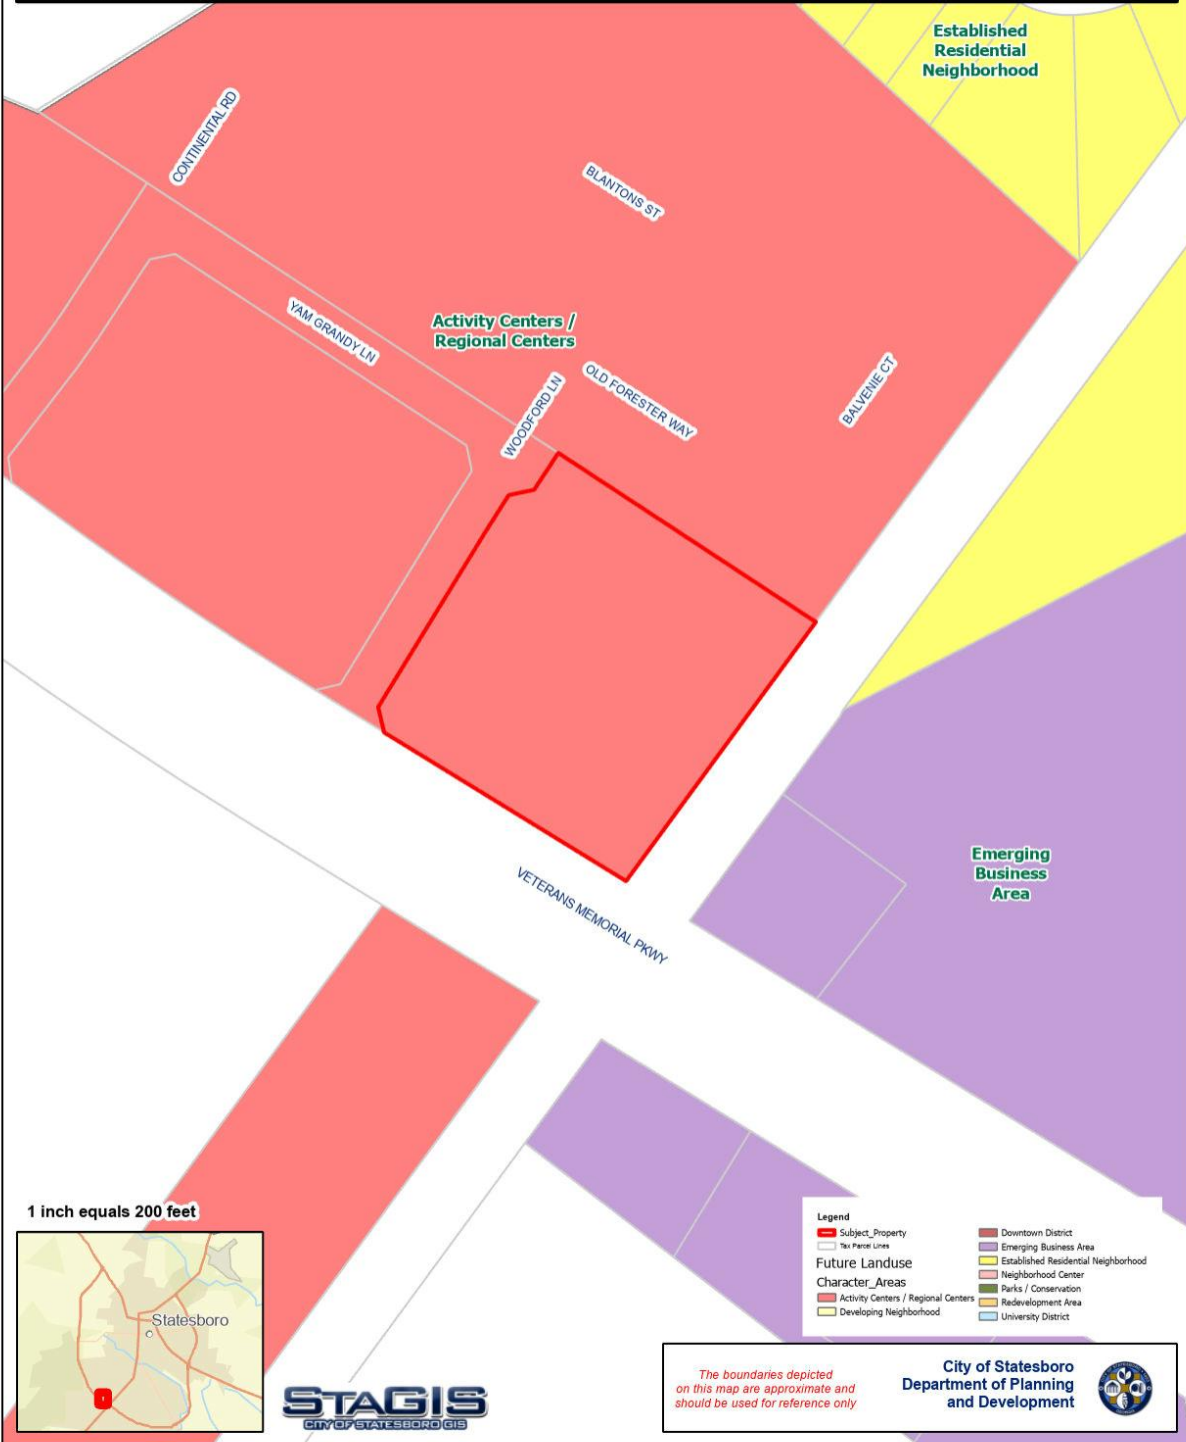 Established
Residential
Neighborhood
CONTINENTAL RD
BLANTONS ST
YAM GRANDY LN
Activity Centers /
Regional Centers
WOODFORD LN
OLD FORESTER WAY
BALVENIE CT
VETERANS MEMORIAL PKWY
Emerging
Business
Area
1 inch equals 200 feet
Statesboro
STAGIS
CITY OF STATESBORO GIS
Legend
Subject_Property
Tax Parcel Lines
Future Landuse
Character_Areas
Activity Centers / Regional Centers
Developing Neighborhood
Downtown District
Emerging Business Area
Established Residential Neighborhood
Neighborhood Center
Parks / Conservation
Redevelopment Area
University District
The boundaries depicted
on this map are approximate and
should be used for reference only
City of Statesboro
Department of Planning
and Development